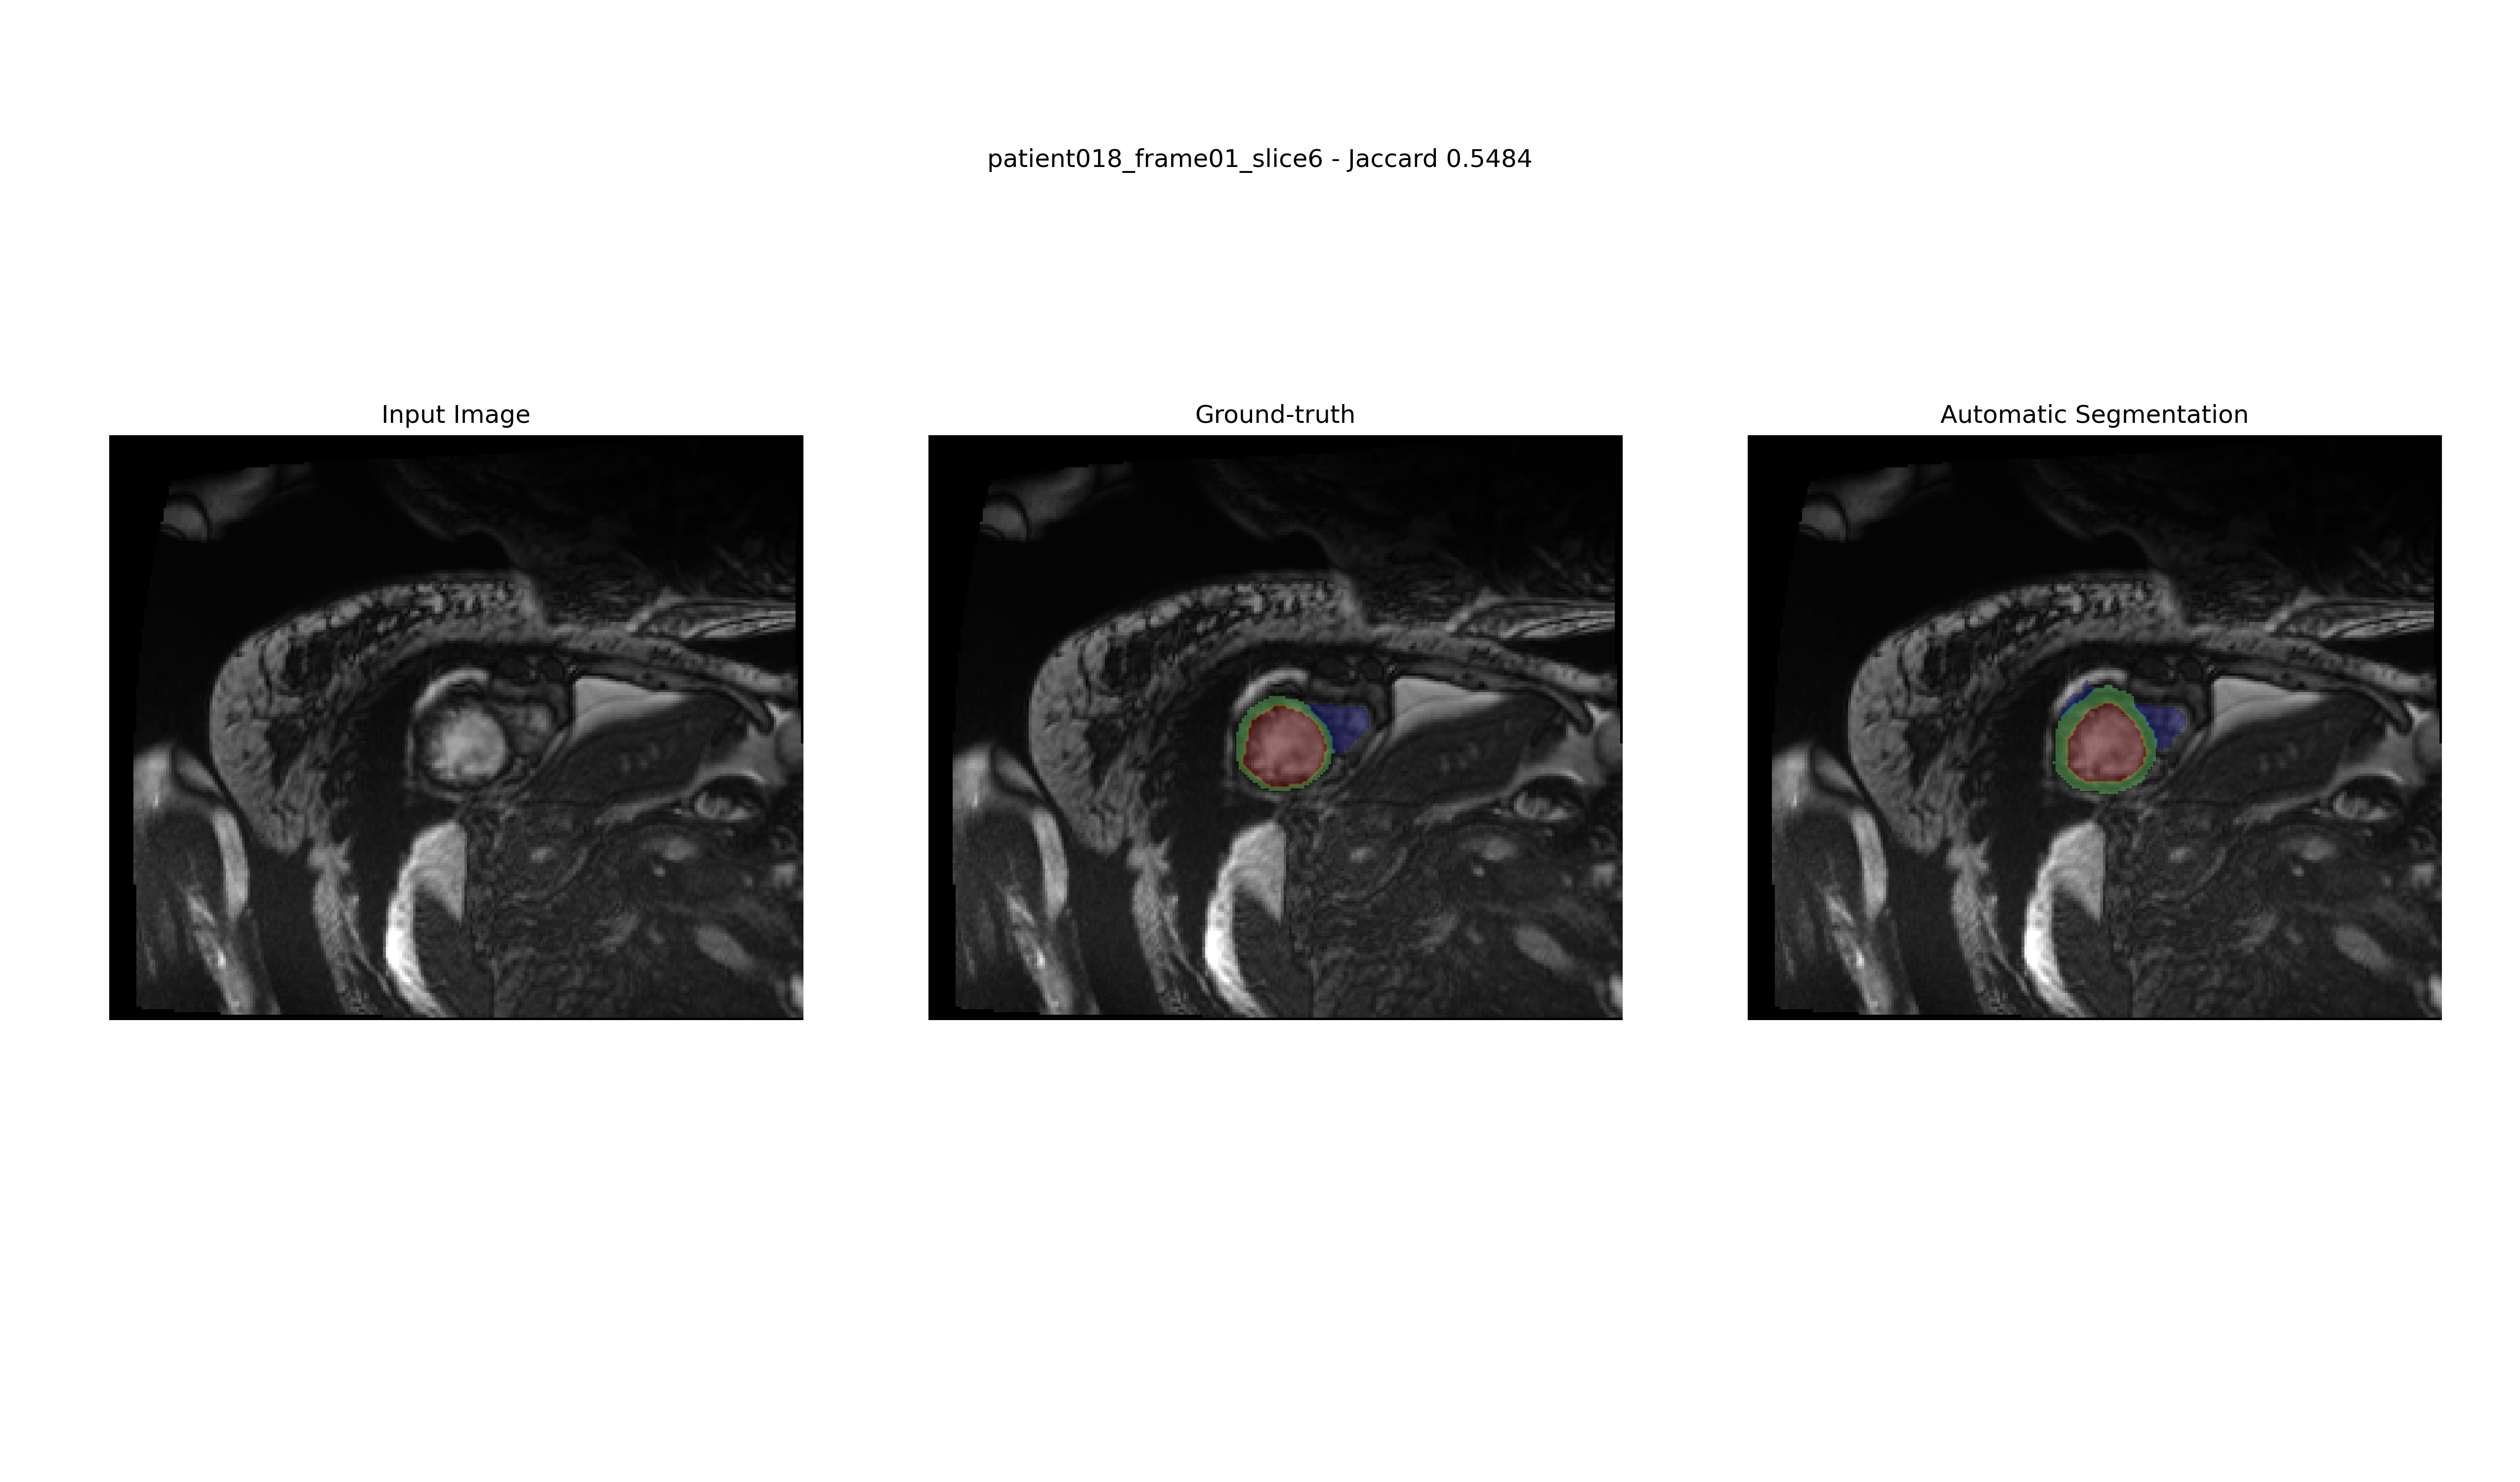 patient018_frame01_slice6 - Jaccard 0.5484
Input Image
Ground-truth
Automatic Segmentation